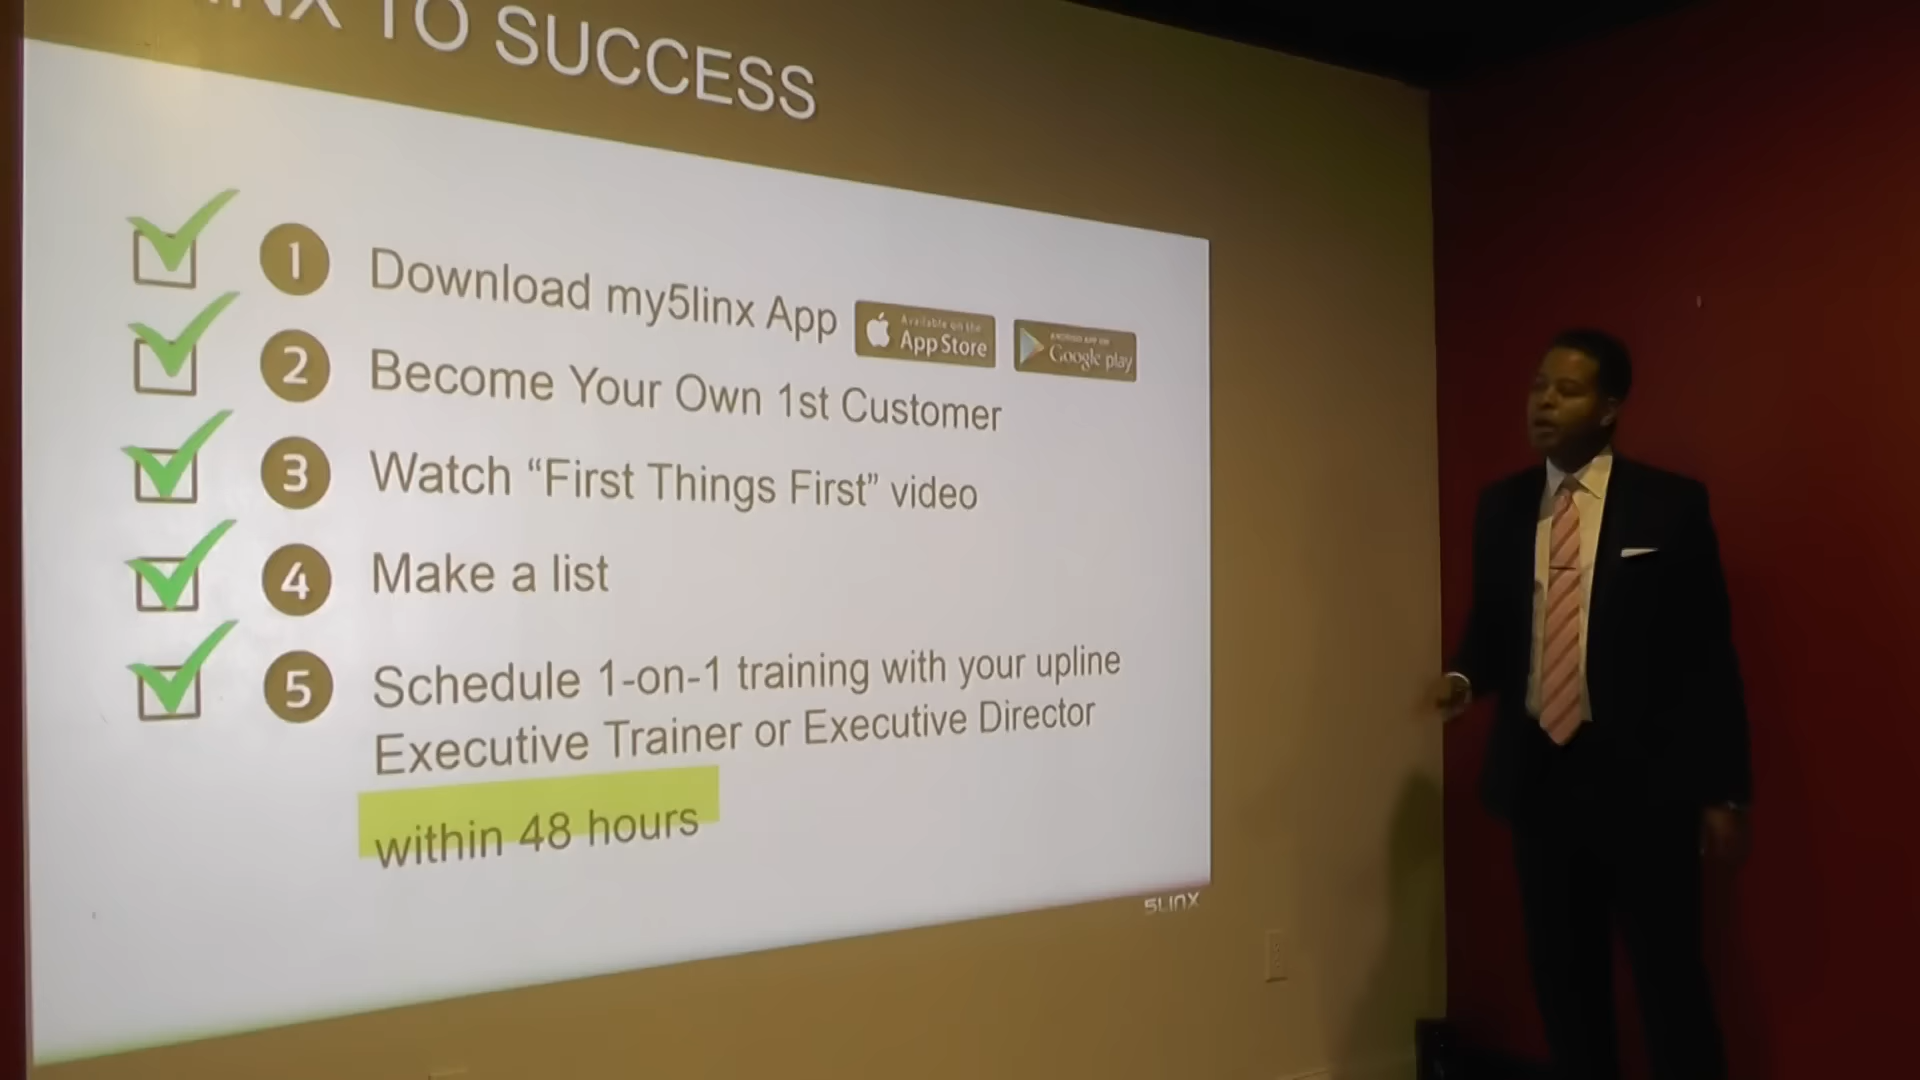 TO SUCCESS
1 Download my5linx App
Available on the
App Store
Google play
2 Become Your Own 1st Customer
3 Watch “First Things First” video
4 Make a list
5 Schedule 1-on-1 training with your upline
Executive Trainer or Executive Director
within 48 hours
5LINX